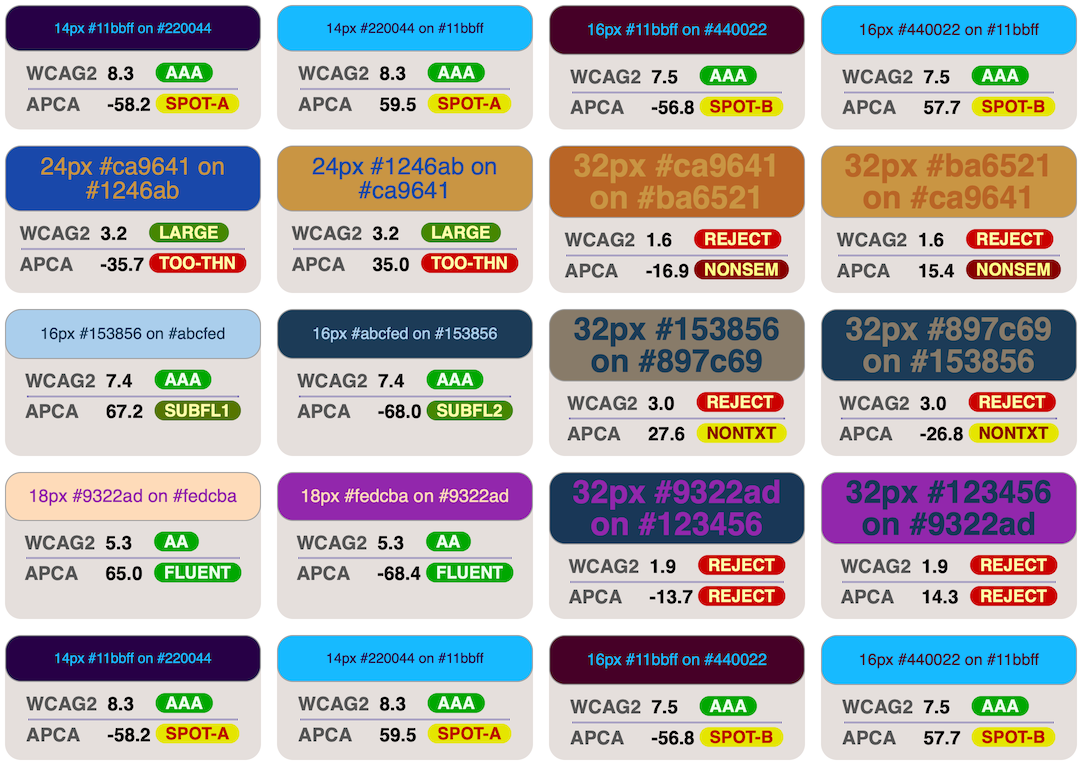 14px #11bbff on #220044
WCAG2 8.3 AAA
APCA -58.2 SPOT-A
14px #220044 on #11bbff
WCAG2 8.3 AAA
APCA 59.5 SPOT-A
16px #11bbff on #440022
WCAG2 7.5 AAA
APCA -56.8 SPOT-B
16px #440022 on #11bbff
WCAG2 7.5 AAA
APCA 57.7 SPOT-B
24px #ca9641 on
#1246ab
WCAG2 3.2 LARGE
APCA -35.7 TOO-THN
24px #1246ab on
#ca9641
WCAG2 3.2 LARGE
APCA 35.0 TOO-THN
32px #ca9641
on #ba6521
WCAG2 1.6 REJECT
APCA -16.9 NONSEM
32px #ba6521
on #ca9641
WCAG2 1.6 REJECT
APCA 15.4 NONSEM
16px #153856 on #abcfed
WCAG2 7.4 AAA
APCA 67.2 SUBFL1
16px #abcfed on #153856
WCAG2 7.4 AAA
APCA -68.0 SUBFL2
32px #153856
on #897c69
WCAG2 3.0 REJECT
APCA 27.6 NONTXT
32px #897c69
on #153856
WCAG2 3.0 REJECT
APCA -26.8 NONTXT
18px #9322ad on #fedcba
WCAG2 5.3 AA
APCA 65.0 FLUENT
18px #fedcba on #9322ad
WCAG2 5.3 AA
APCA -68.4 FLUENT
32px #9322ad
on #123456
WCAG2 1.9 REJECT
APCA -13.7 REJECT
32px #123456
on #9322ad
WCAG2 1.9 REJECT
APCA 14.3 REJECT
14px #11bbff on #220044
WCAG2 8.3 AAA
APCA -58.2 SPOT-A
14px #220044 on #11bbff
WCAG2 8.3 AAA
APCA 59.5 SPOT-A
16px #11bbff on #440022
WCAG2 7.5 AAA
APCA -56.8 SPOT-B
16px #440022 on #11bbff
WCAG2 7.5 AAA
APCA 57.7 SPOT-B